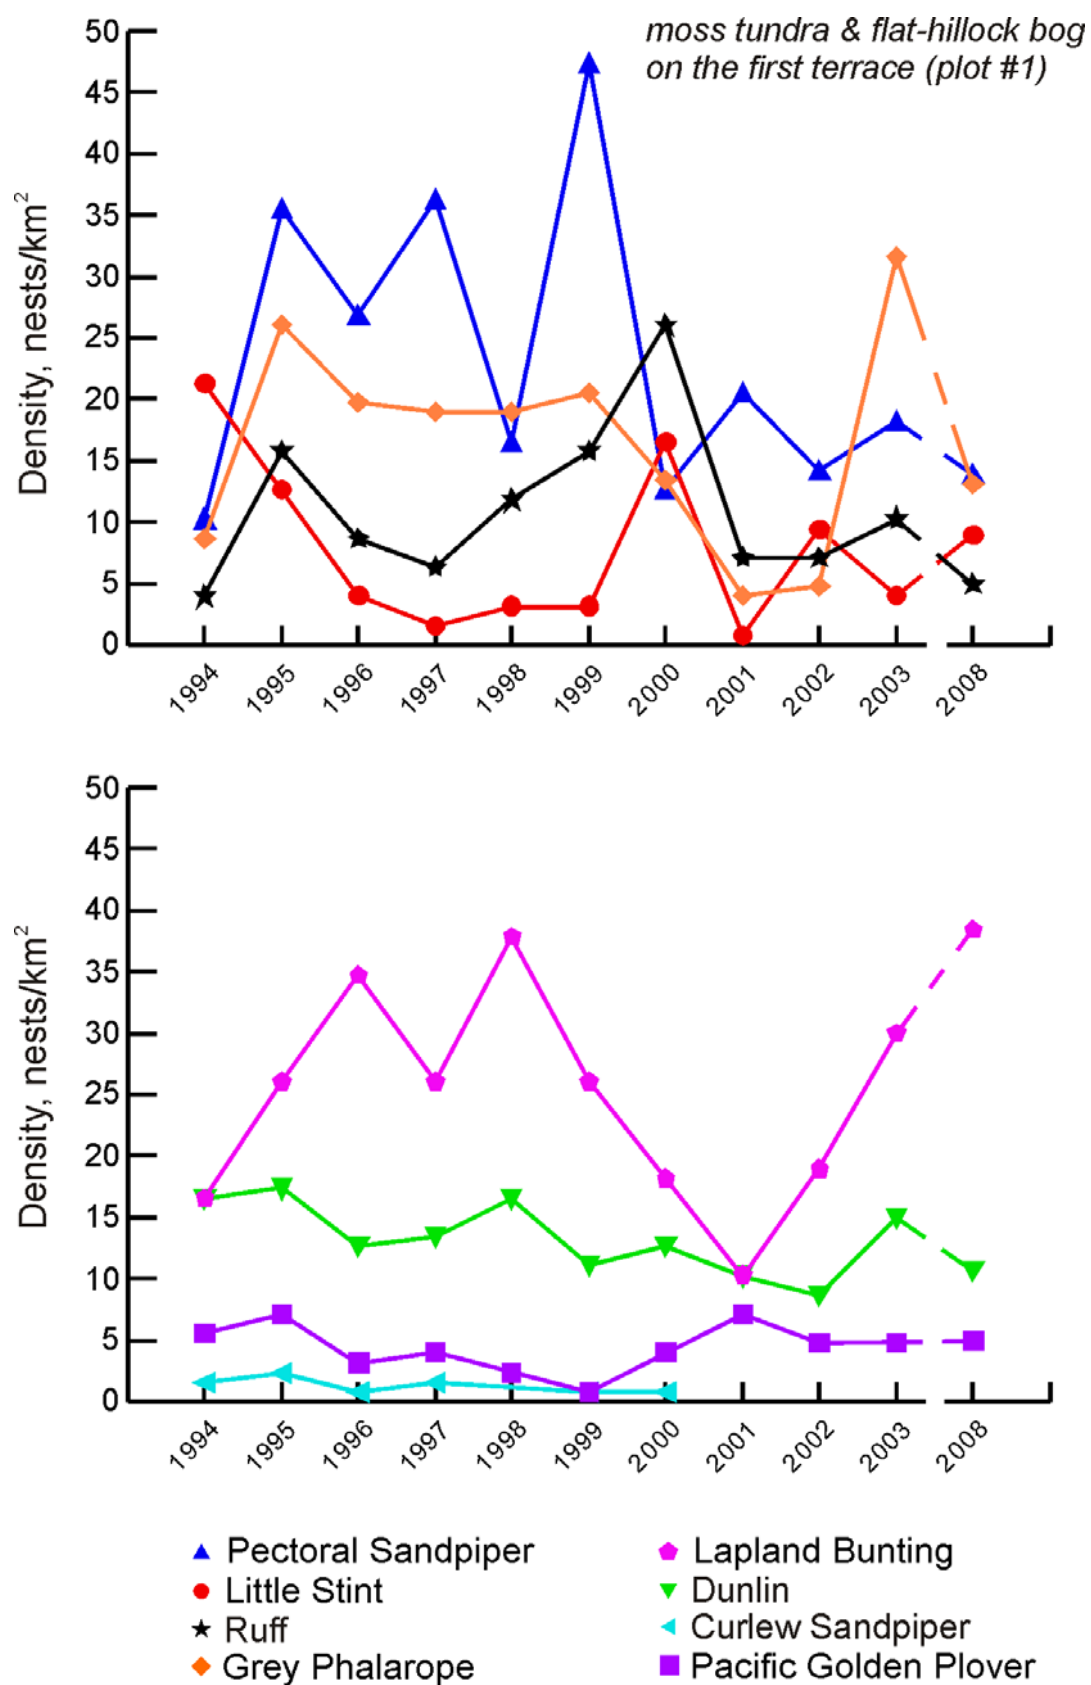 moss tundra & flat-hillock bog
on the first terrace (plot #1)
Density, nests/km²
50
45
40
35
30
25
20
15
10
5
0
1994 1995 1996 1997 1998 1999 2000 2001 2002 2003 2008
Density, nests/km²
50
45
40
35
30
25
20
15
10
5
0
1994 1995 1996 1997 1998 1999 2000 2001 2002 2003 2008
Pectoral Sandpiper
Little Stint
Ruff
Grey Phalarope
Lapland Bunting
Dunlin
Curlew Sandpiper
Pacific Golden Plover